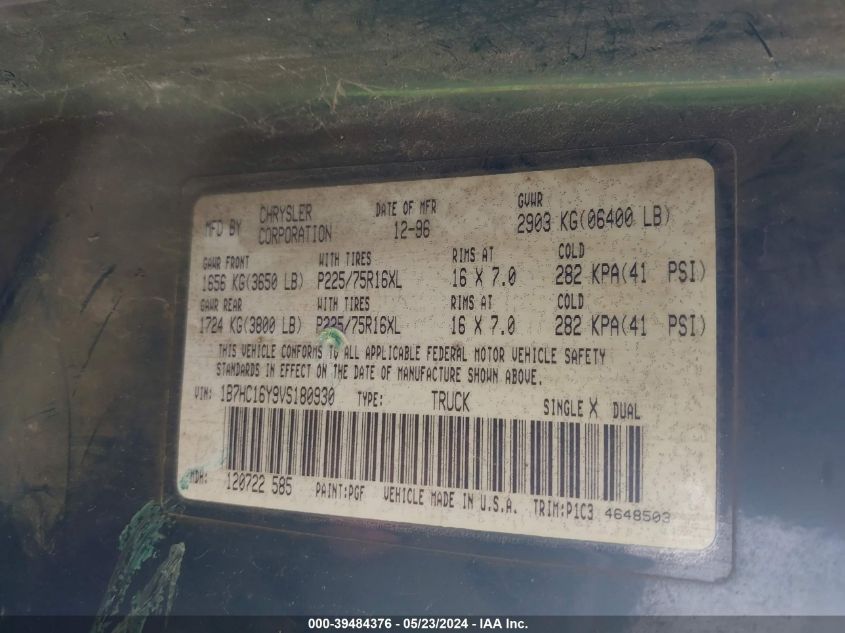 MFD BY CHRYSLER CORPORATION DATE OF MFR 12-96 GVWR 2903 KG(06400 LB)
GAWR FRONT WITH TIRES RIMS AT COLD
1656 KG(3650 LB) P225/75R16XL 16 X 7.0 282 KPA(41 PSI)
GAWR REAR WITH TIRES RIMS AT COLD
1724 KG(3800 LB) P225/75R16XL 16 X 7.0 282 KPA(41 PSI)
THIS VEHICLE CONFORMS TO ALL APPLICABLE FEDERAL MOTOR VEHICLE SAFETY
STANDARDS IN EFFECT ON THE DATE OF MANUFACTURE SHOWN ABOVE.
VIN: 1B7HC16Y9VS180930 TYPE: TRUCK SINGLE X DUAL
MDH: 120722 585 PAINT:PGF VEHICLE MADE IN U.S.A. TRIM:P1C3 4648503
000-39484376 - 05/23/2024 - IAA Inc.